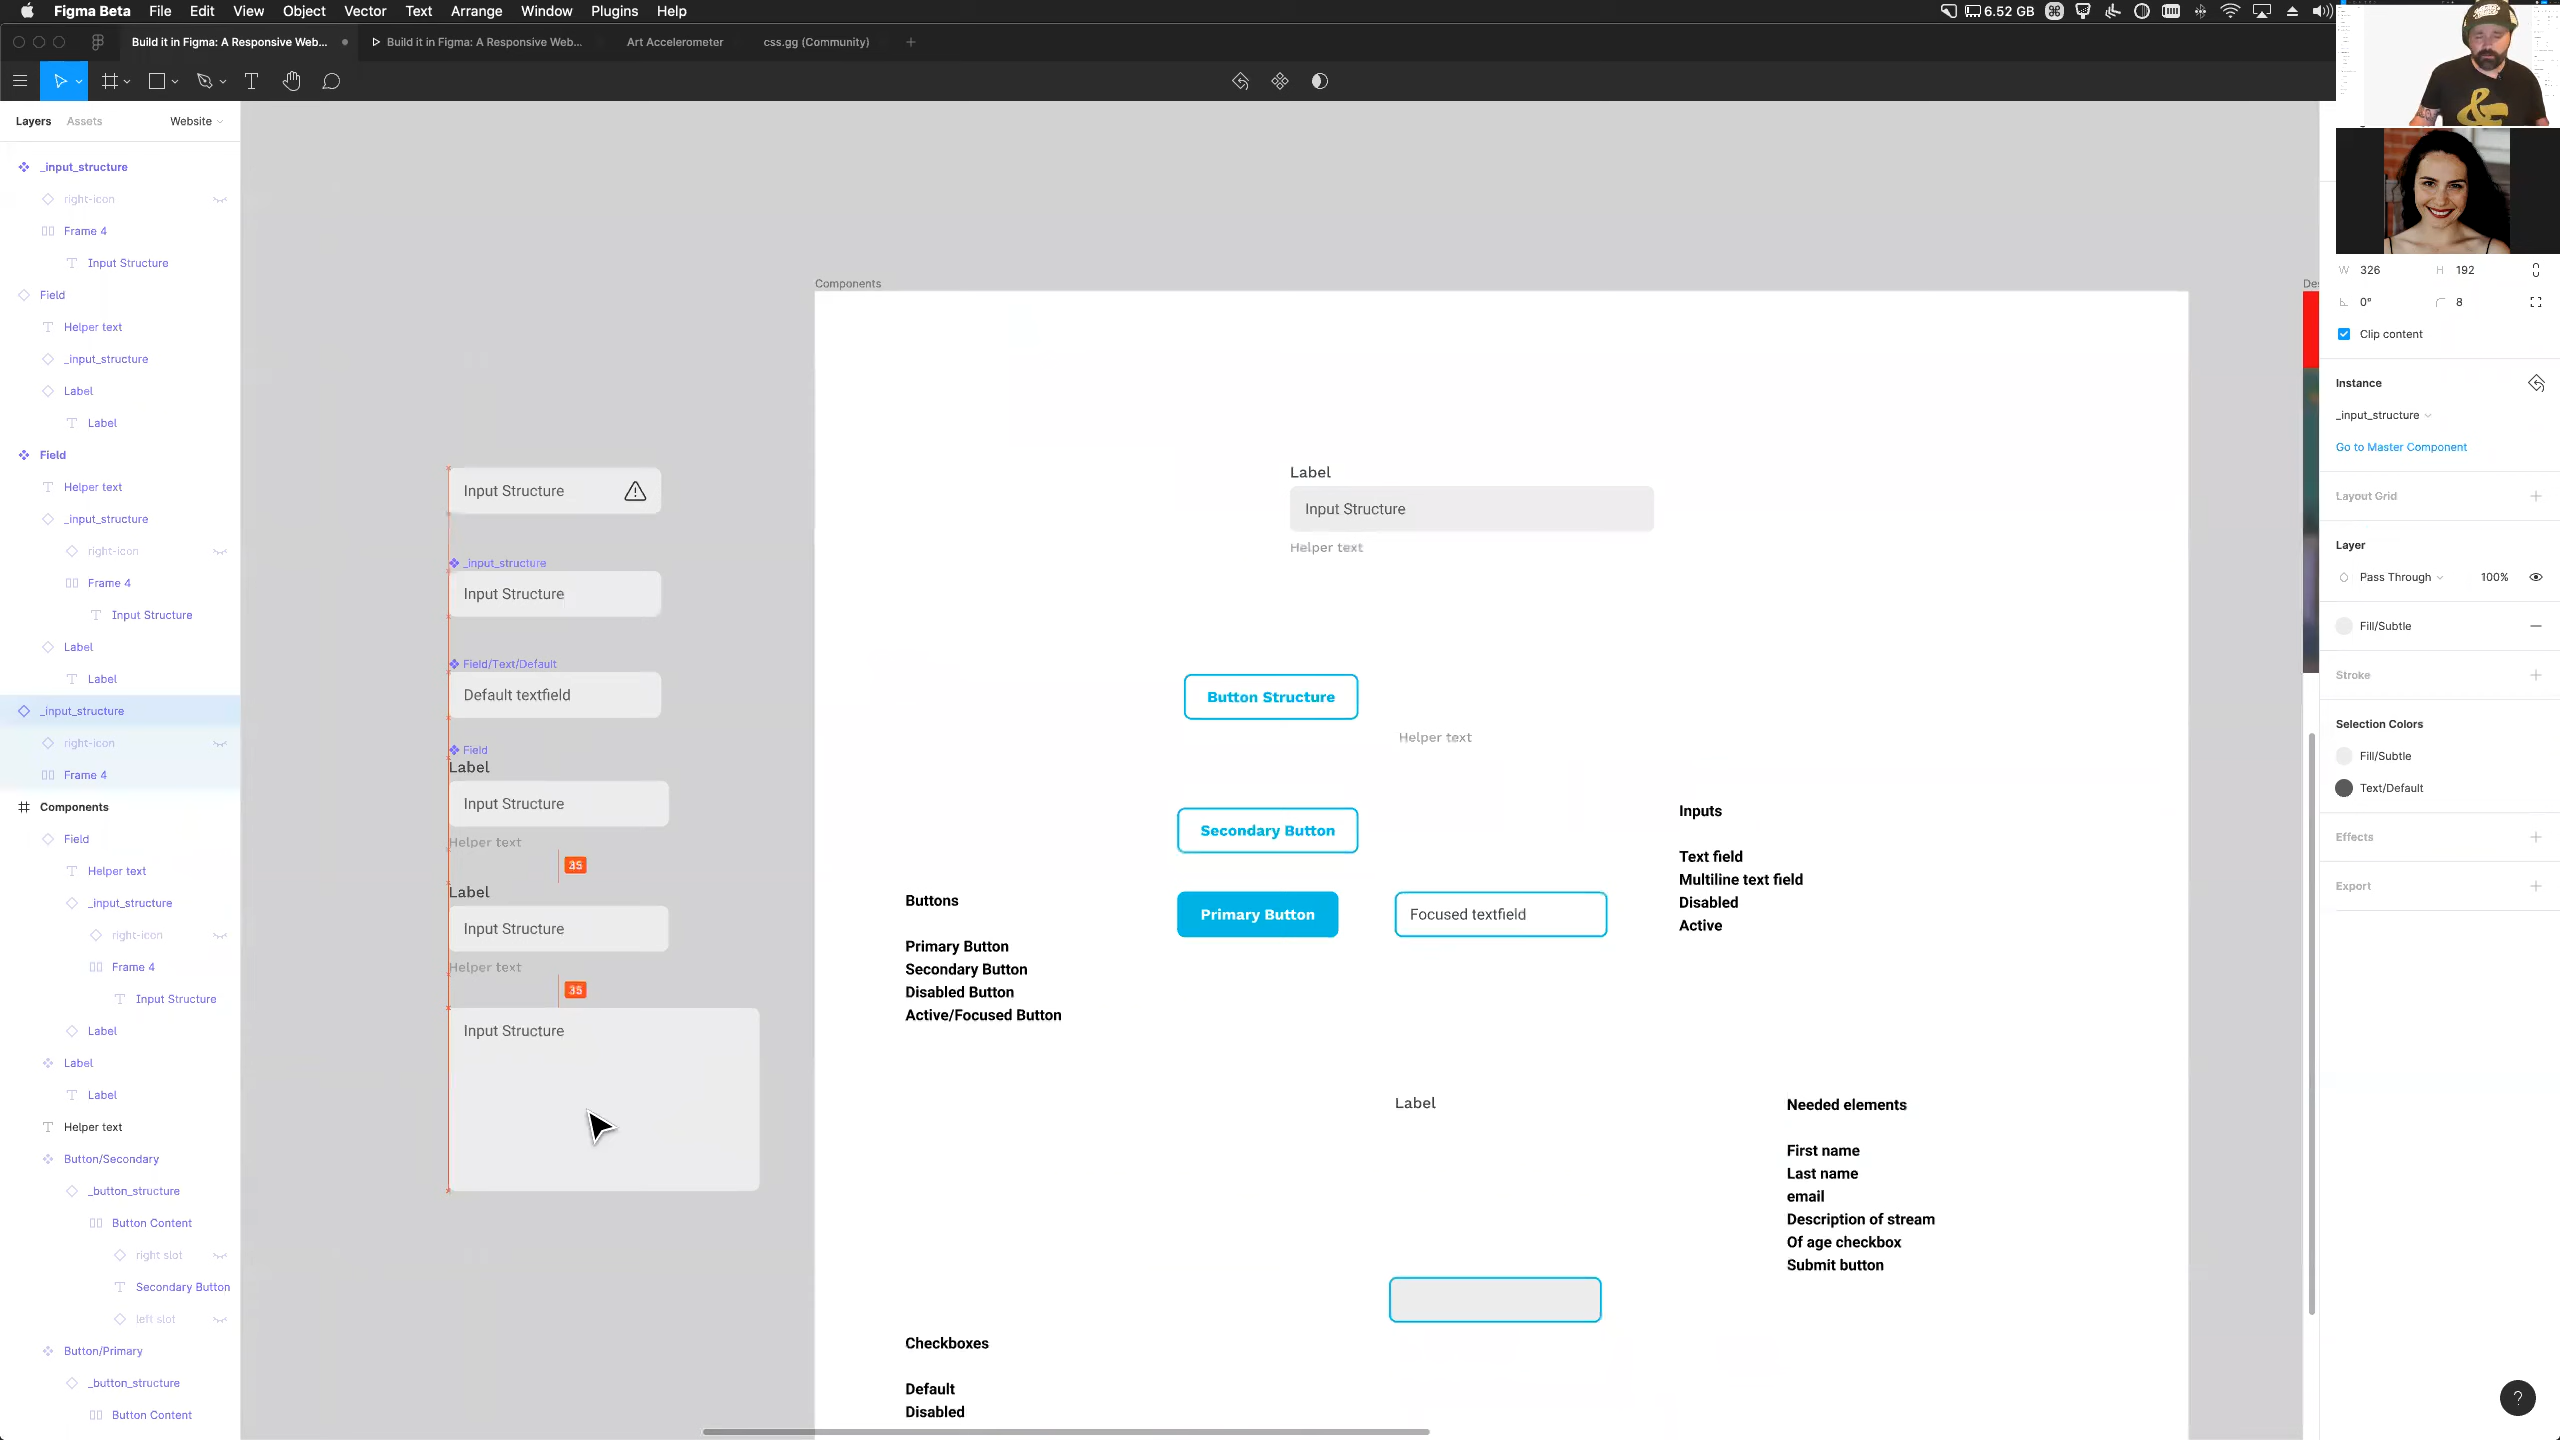 Figma Beta File Edit View Object Vector Text Arrange Window Plugins Help 6.52 GB
Build it in Figma: A Responsive Web... Build it in Figma: A Responsive Web... Art Accelerometer css.gg (Community)
Layers Assets Website
_input_structure
right-icon
Frame 4
Input Structure
Field
Helper text
_input_structure
Label
Label
Field
Helper text
_input_structure
right-icon
Frame 4
Input Structure
Label
Label
_input_structure
right-icon
Frame 4
Components
Field
Helper text
_input_structure
right-icon
Frame 4
Input Structure
Label
Label
Label
Helper text
Button/Secondary
_button_structure
Button Content
right slot
Secondary Button
left slot
Button/Primary
_button_structure
Button Content
Input Structure
_input_structure
Input Structure
Field/Text/Default
Default textfield
Field
Label
Input Structure
Helper text
35
Label
Input Structure
Helper text
35
Input Structure
Components
Label
Input Structure
Helper text
Button Structure
Helper text
Secondary Button
Primary Button
Focused textfield
Inputs
Text field
Multiline text field
Disabled
Active
Buttons
Primary Button
Secondary Button
Disabled Button
Active/Focused Button
Label
Needed elements
First name
Last name
email
Description of stream
Of age checkbox
Submit button
Checkboxes
Default
Disabled
Des
&
W 326 H 192
0° 8
Clip content
Instance
_input_structure
Go to Master Component
Layout Grid
Layer
Pass Through 100%
Fill/Subtle
Stroke
Selection Colors
Fill/Subtle
Text/Default
Effects
Export
?